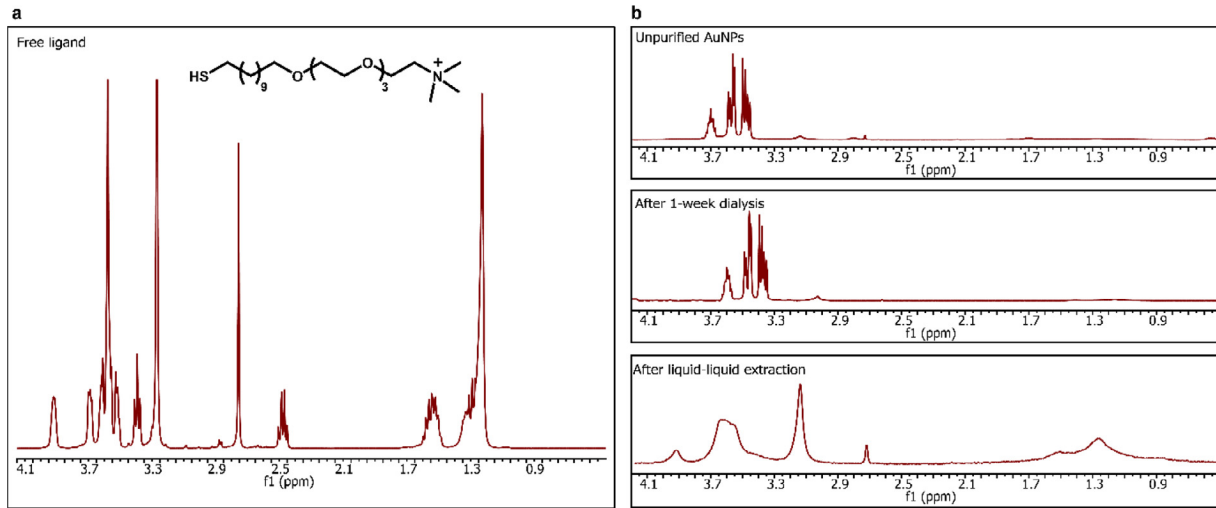 a
Free ligand
HS
9
O
O
3
N
+
4.1 3.7 3.3 2.9 2.5 2.1 1.7 1.3 0.9
f1 (ppm)
b
Unpurified AuNPs
4.1 3.7 3.3 2.9 2.5 2.1 1.7 1.3 0.9
f1 (ppm)
After 1-week dialysis
4.1 3.7 3.3 2.9 2.5 2.1 1.7 1.3 0.9
f1 (ppm)
After liquid-liquid extraction
4.1 3.7 3.3 2.9 2.5 2.1 1.7 1.3 0.9
f1 (ppm)